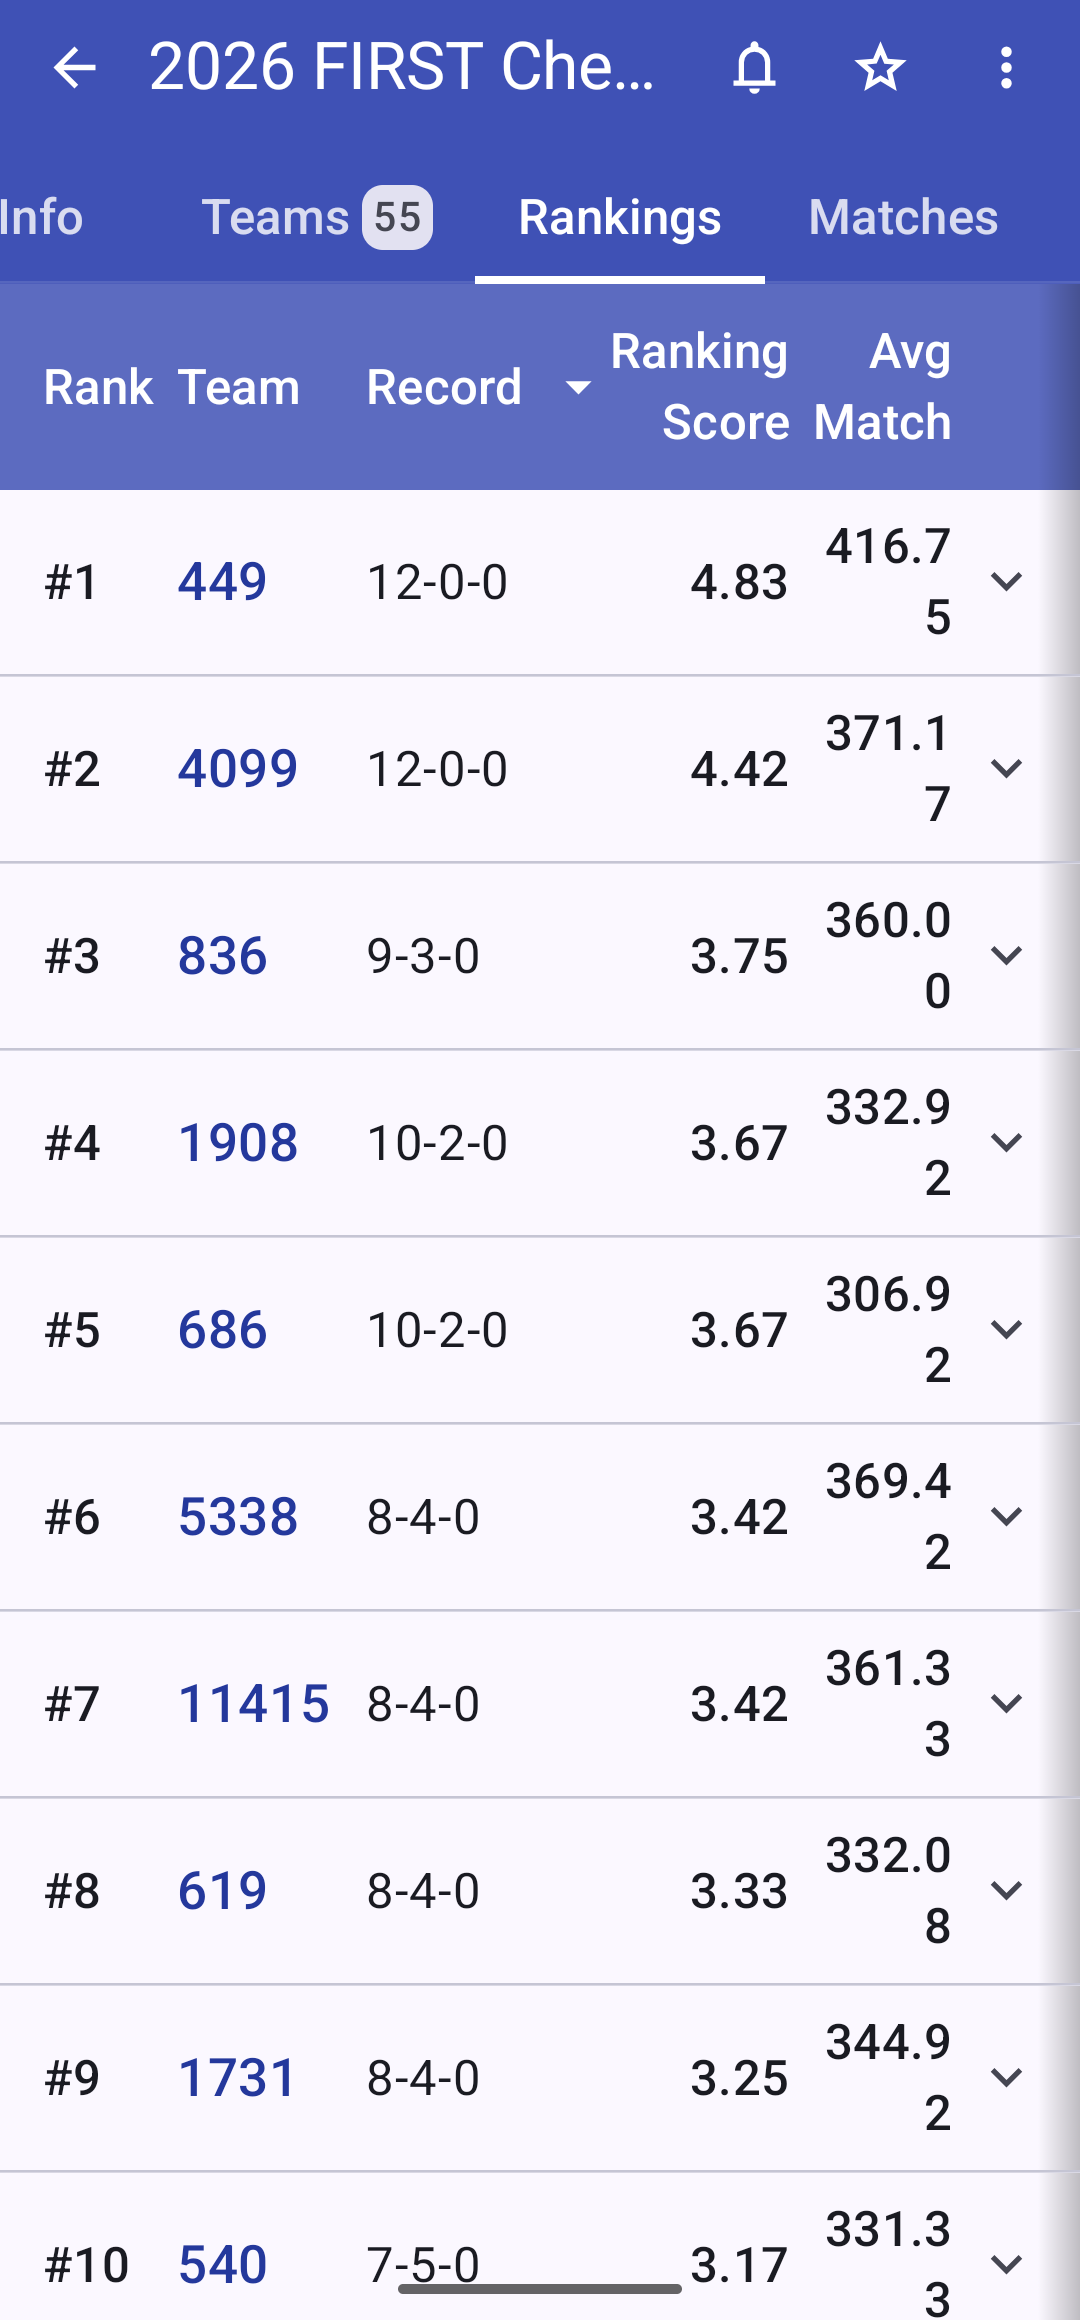 2026 FIRST Che...
Info Teams 55 Rankings Matches
Rank Team Record Ranking Score Avg Match
#1 449 12-0-0 4.83 416.75
#2 4099 12-0-0 4.42 371.17
#3 836 9-3-0 3.75 360.00
#4 1908 10-2-0 3.67 332.92
#5 686 10-2-0 3.67 306.92
#6 5338 8-4-0 3.42 369.42
#7 11415 8-4-0 3.42 361.33
#8 619 8-4-0 3.33 332.08
#9 1731 8-4-0 3.25 344.92
#10 540 7-5-0 3.17 331.33